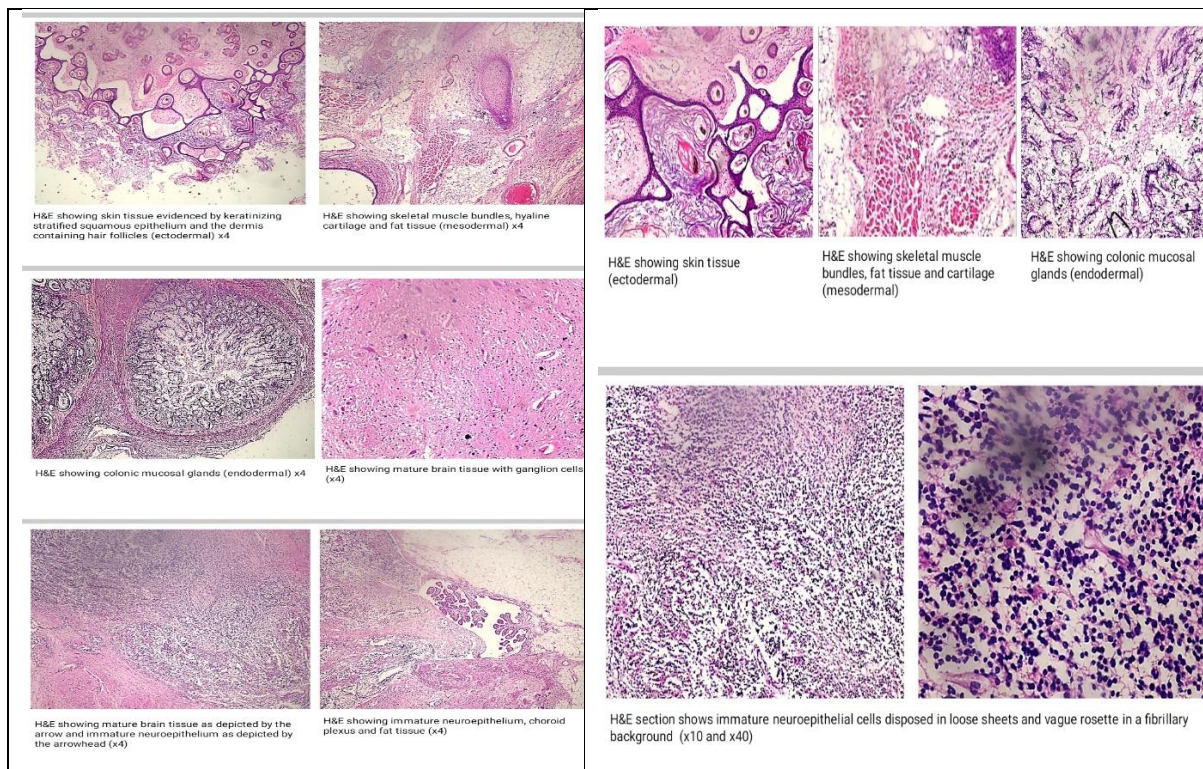 H&E showing skin tissue evidenced by keratinizing
stratified squamous epithelium and the dermis
containing hair follicles (ectodermal) x4
H&E showing skeletal muscle bundles, hyaline
cartilage and fat tissue (mesodermal) x4
H&E showing colonic mucosal glands (endodermal) x4
H&E showing mature brain tissue with ganglion cells
(x4)
H&E showing mature brain tissue as depicted by the
arrow and immature neuroepithelium as depicted by
the arrowhead (x4)
H&E showing immature neuroepithelium, choroid
plexus and fat tissue (x4)
H&E showing skin tissue
(ectodermal)
H&E showing skeletal muscle
bundles, fat tissue and cartilage
(mesodermal)
H&E showing colonic mucosal
glands (endodermal)
H&E section shows immature neuroepithelial cells disposed in loose sheets and vague rosette in a fibrillary
background (x10 and x40)